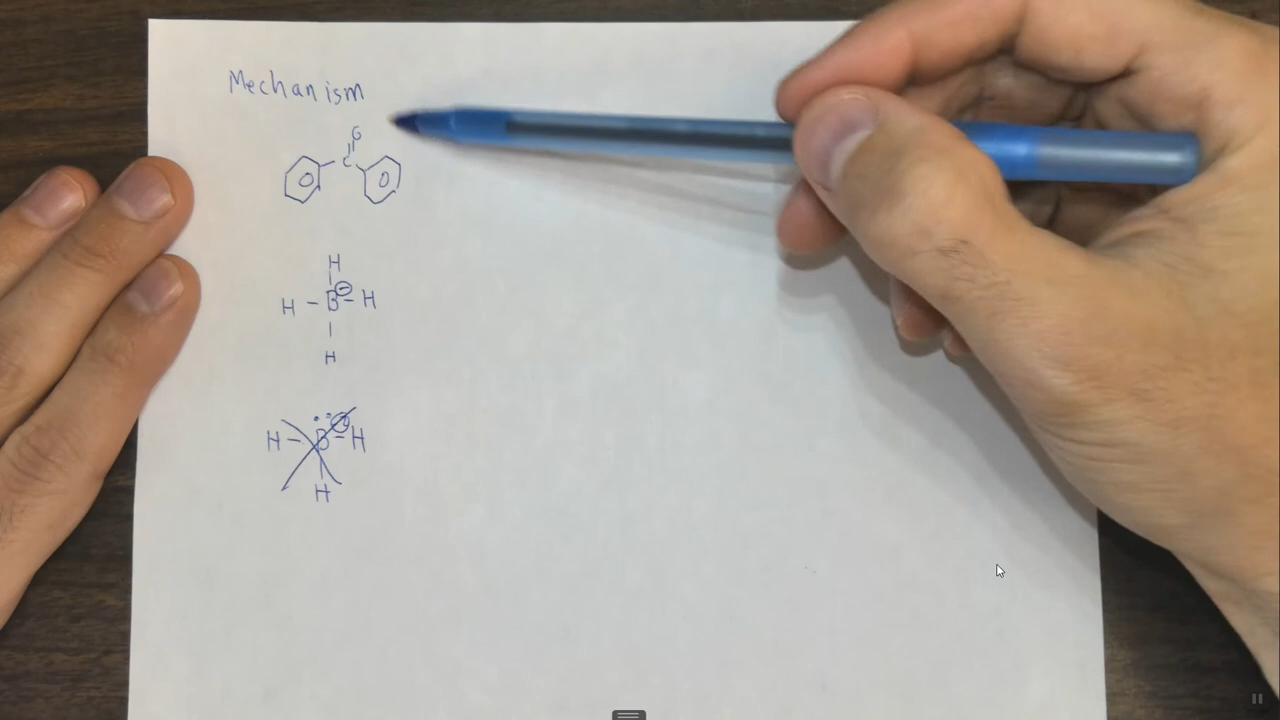 Mechanism
O
C
H
H - B ⊖ - H
H
H - B - H
H